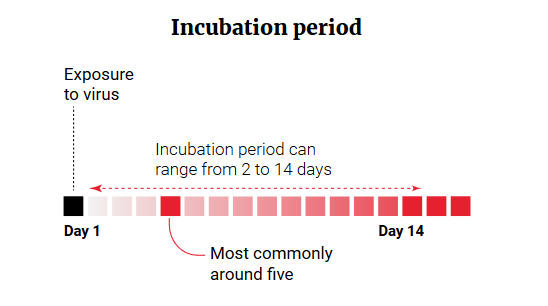 Incubation period
Exposure
to virus
Incubation period can
range from 2 to 14 days
Day 1
Day 14
Most commonly
around five